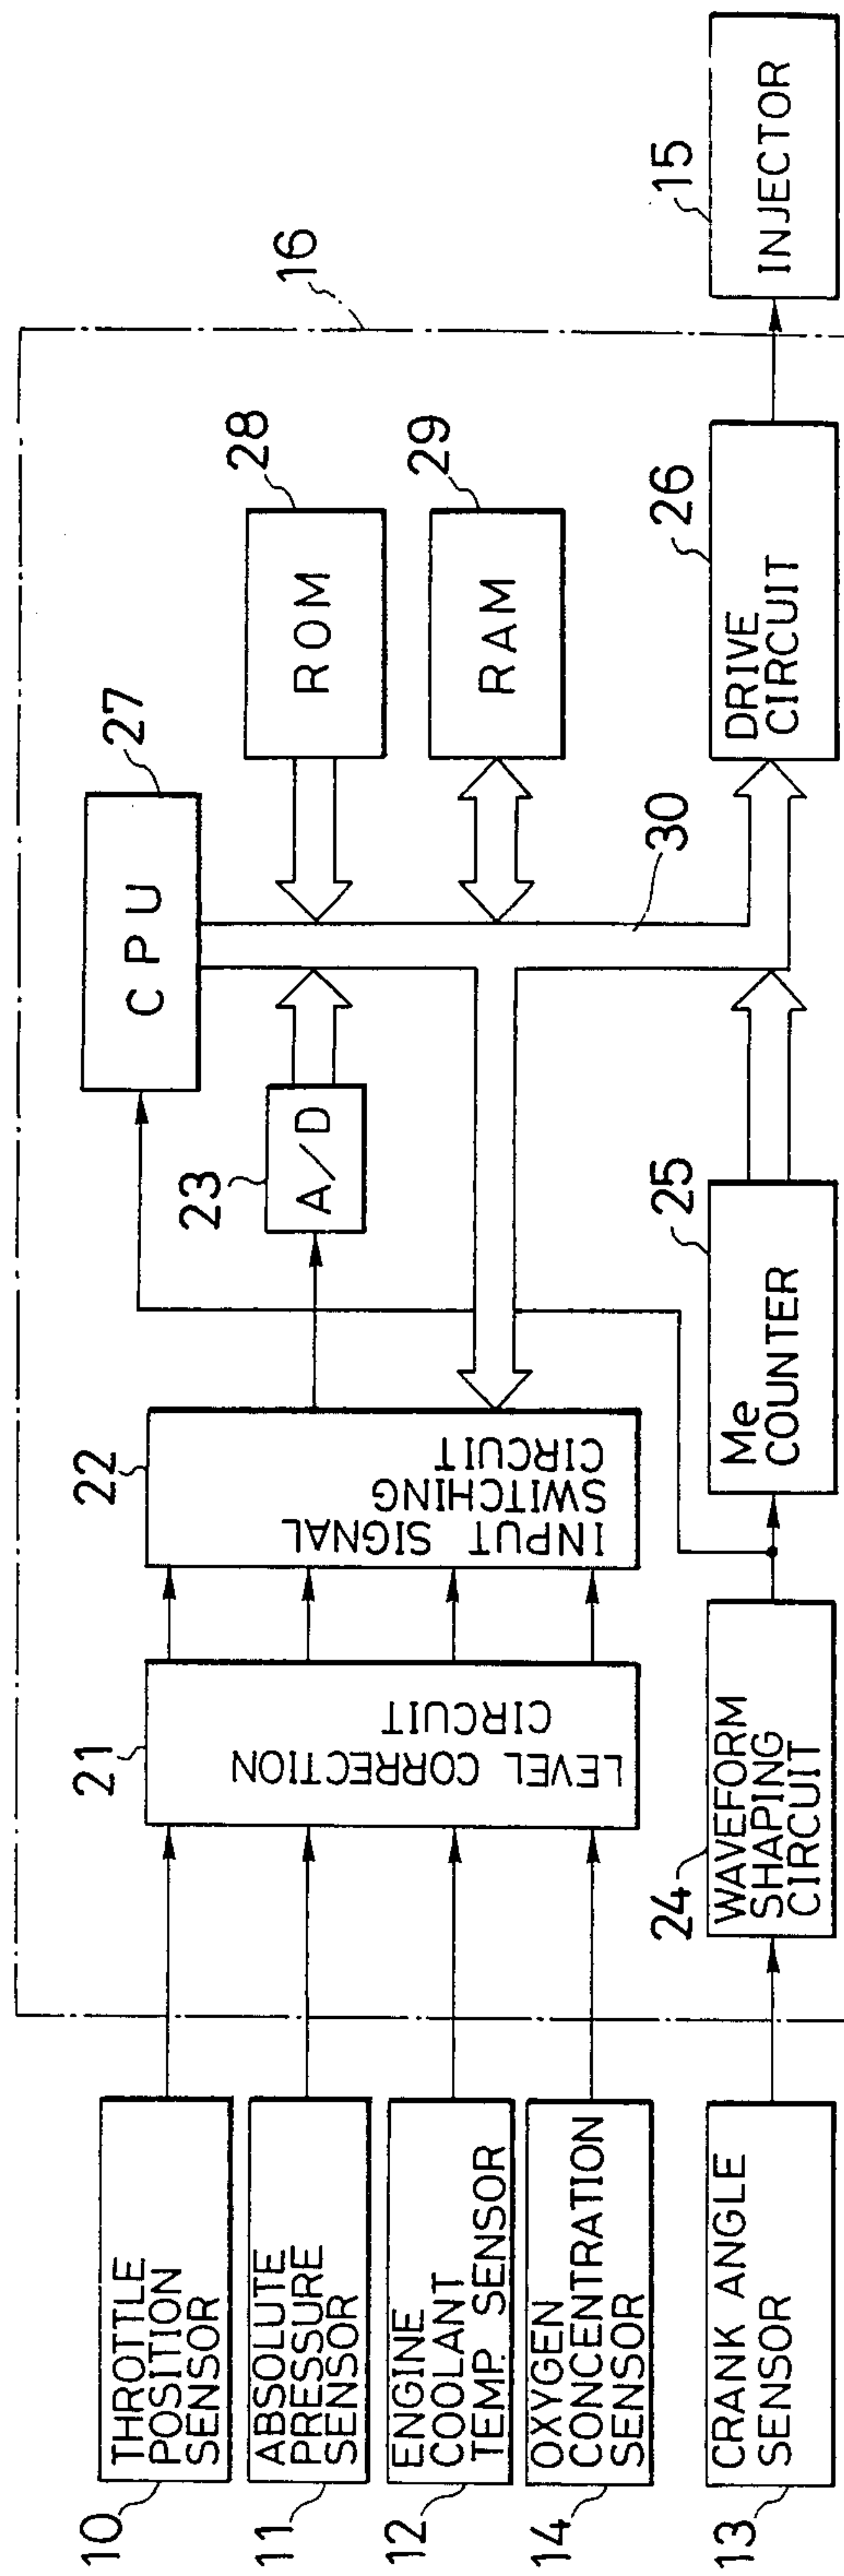 10
THROTTLE
POSITION
SENSOR
11
ABSOLUTE
PRESSURE
SENSOR
12
ENGINE
COOLANT
TEMP. SENSOR
14
OXYGEN
CONCENTRATION
SENSOR
13
CRANK ANGLE
SENSOR
21
LEVEL CORRECTION
CIRCUIT
22
INPUT SIGNAL
SWITCHING
CIRCUIT
23
A/D
24
WAVEFORM
SHAPING
CIRCUIT
25
Me
COUNTER
27
CPU
28
ROM
29
RAM
30
26
DRIVE
CIRCUIT
16
15
INJECTOR